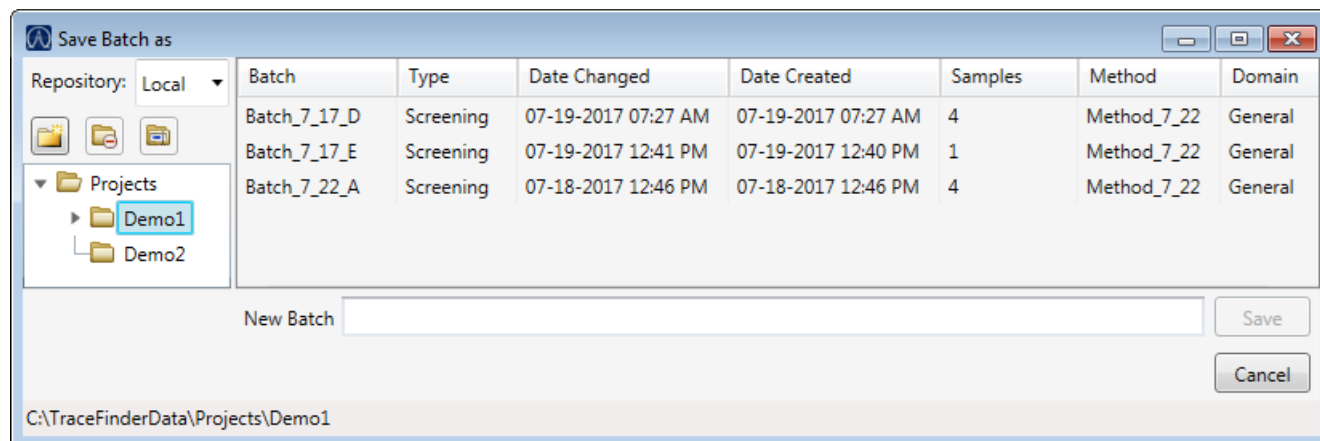 Save Batch as
Repository: Local
Batch Type Date Changed Date Created Samples Method Domain
Batch_7_17_D Screening 07-19-2017 07:27 AM 07-19-2017 07:27 AM 4 Method_7_22 General
Batch_7_17_E Screening 07-19-2017 12:41 PM 07-19-2017 12:40 PM 1 Method_7_22 General
Batch_7_22_A Screening 07-18-2017 12:46 PM 07-18-2017 12:46 PM 4 Method_7_22 General
Projects
Demo1
Demo2
New Batch
Save
Cancel
C:\TraceFinderData\Projects\Demo1